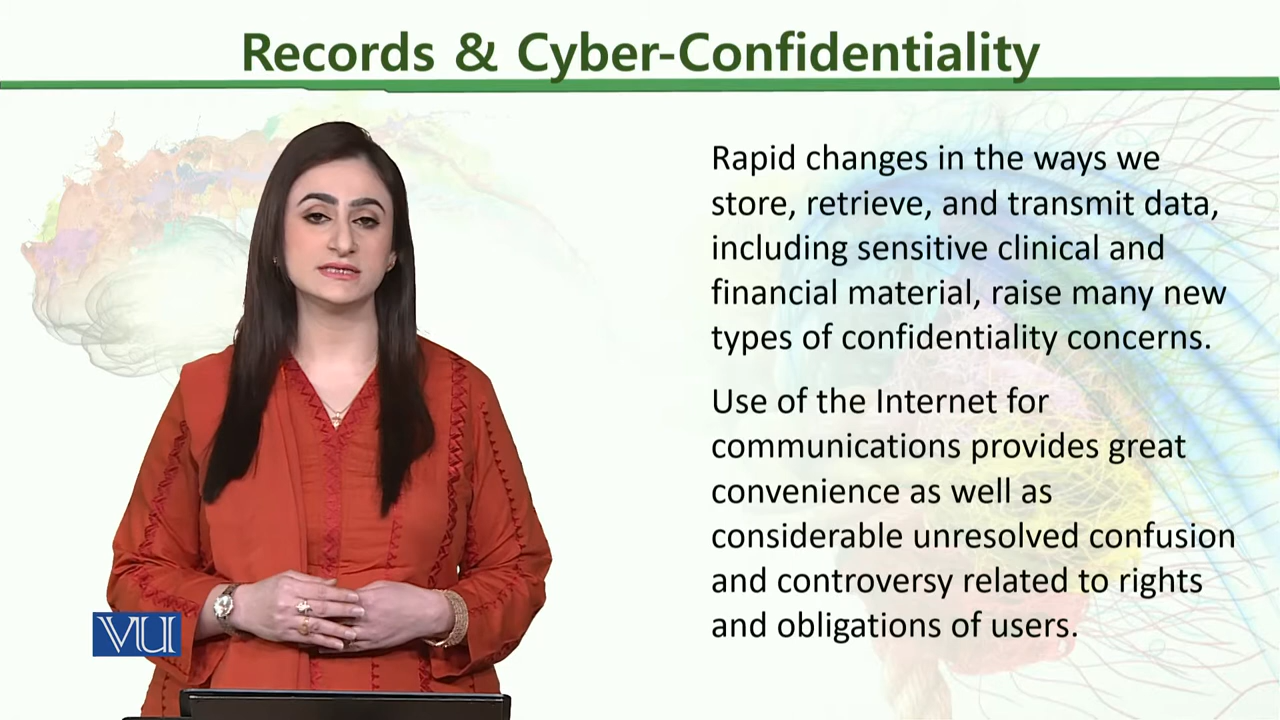 Records & Cyber-Confidentiality
Rapid changes in the ways we
store, retrieve, and transmit data,
including sensitive clinical and
financial material, raise many new
types of confidentiality concerns.
Use of the Internet for
communications provides great
convenience as well as
considerable unresolved confusion
and controversy related to rights
and obligations of users.
VU